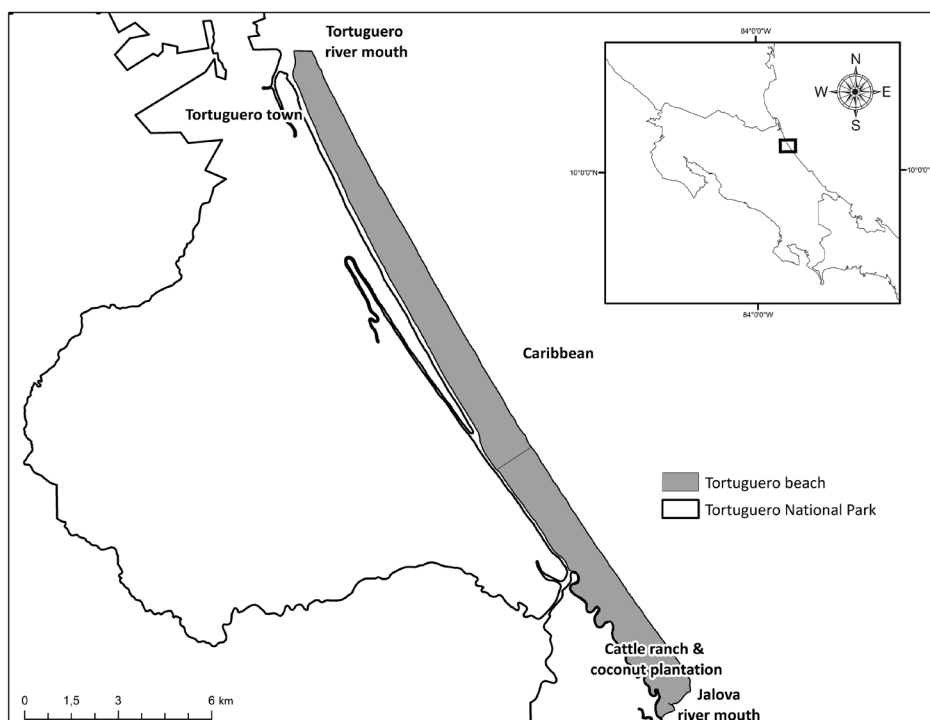 Tortuguero
river mouth
Tortuguero town
84°0'0"W
N
W
E
S
10°0'0"N
10°0'0"
84°0'0"W
Caribbean
Tortuguero beach
Tortuguero National Park
Cattle ranch &
coconut plantation
Jalova
river mouth
0 1,5 3 6 km